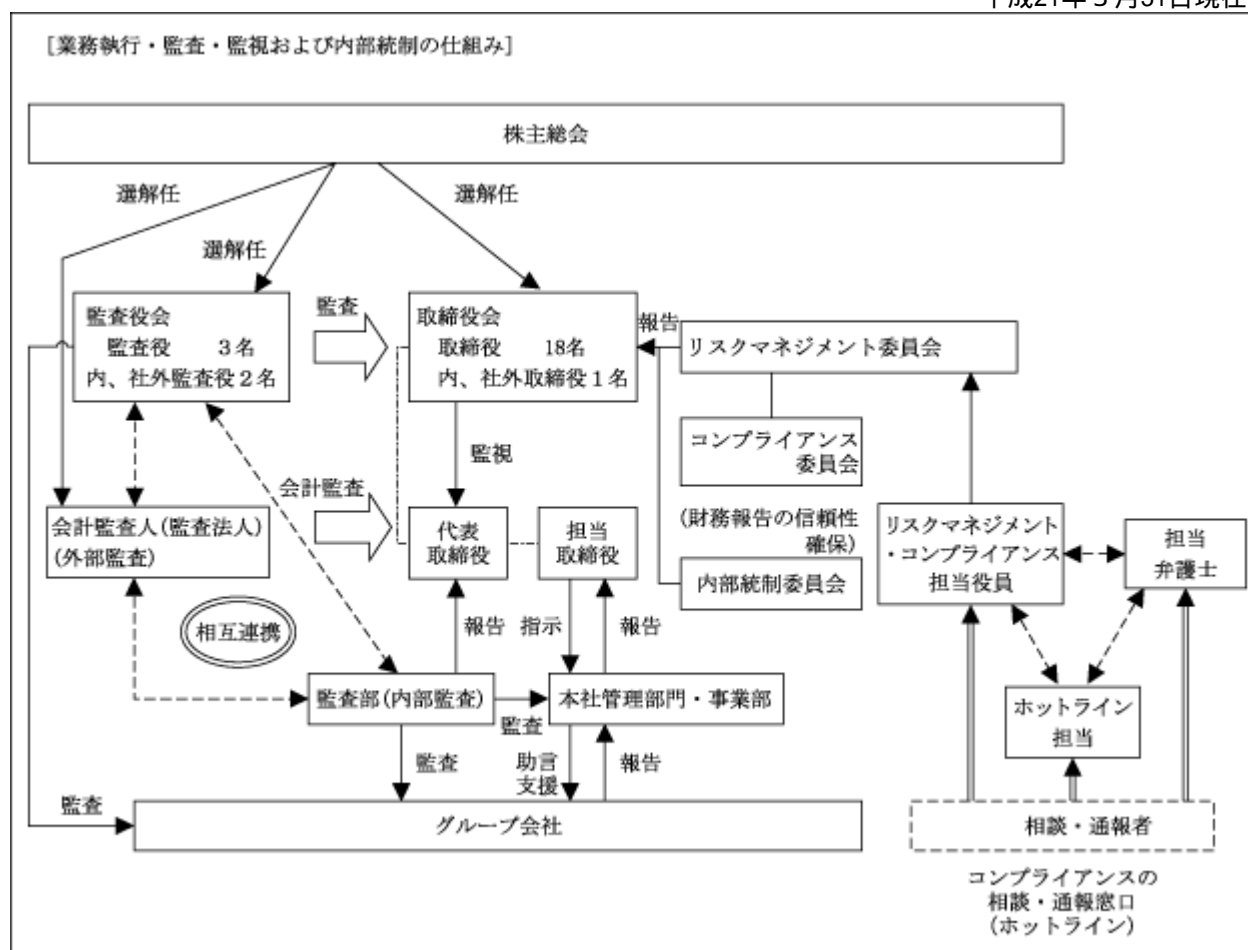 平成21年３月31日現在
［業務執行・監査・監視および内部統制の仕組み］
株主総会
選解任
選解任
選解任
監査役会
監査役　３名
内、社外監査役２名
監査
取締役会
取締役　18名
内、社外取締役１名
報告
リスクマネジメント委員会
コンプライアンス
委員会
監視
会計監査
会計監査人(監査法人)
(外部監査)
代表
取締役
担当
取締役
(財務報告の信頼性
確保)
内部統制委員会
リスクマネジメント
・コンプライアンス
担当役員
担当
弁護士
相互連携
報告
指示
報告
監査部(内部監査)
監査
本社管理部門・事業部
ホットライン
担当
監査
助言
支援
報告
監査
グループ会社
相談・通報者
コンプライアンスの
相談・通報窓口
(ホットライン)